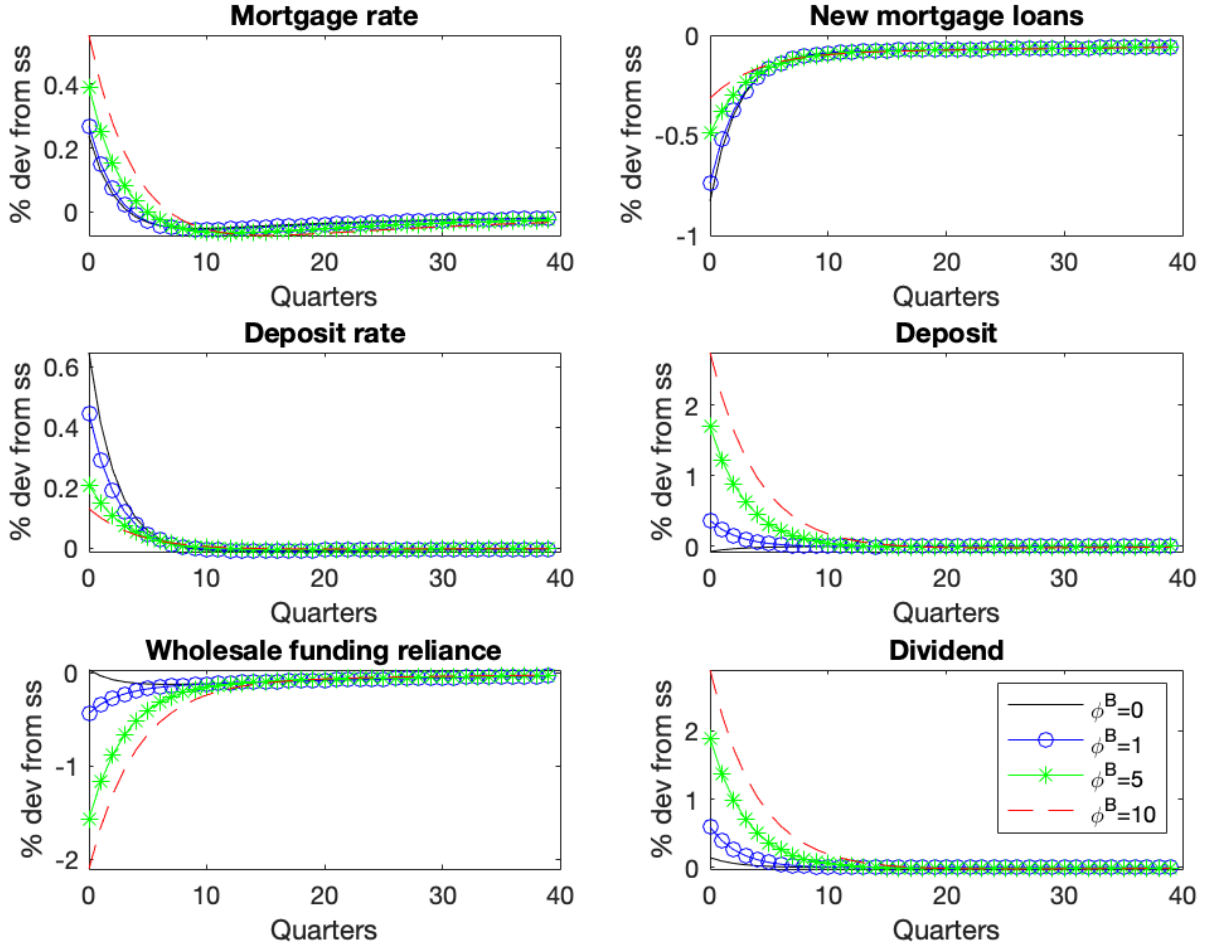 Mortgage rate
% dev from ss
0.4
0.2
0
0 10 20 30 40
Quarters
New mortgage loans
% dev from ss
0
-0.5
-1
0 10 20 30 40
Quarters
Deposit rate
% dev from ss
0.6
0.4
0.2
0
0 10 20 30 40
Quarters
Deposit
% dev from ss
2
1
0
0 10 20 30 40
Quarters
Wholesale funding reliance
% dev from ss
0
-1
-2
0 10 20 30 40
Quarters
Dividend
% dev from ss
2
1
0
0 10 20 30 40
Quarters
ϕᴮ=0
ϕᴮ=1
ϕᴮ=5
ϕᴮ=10